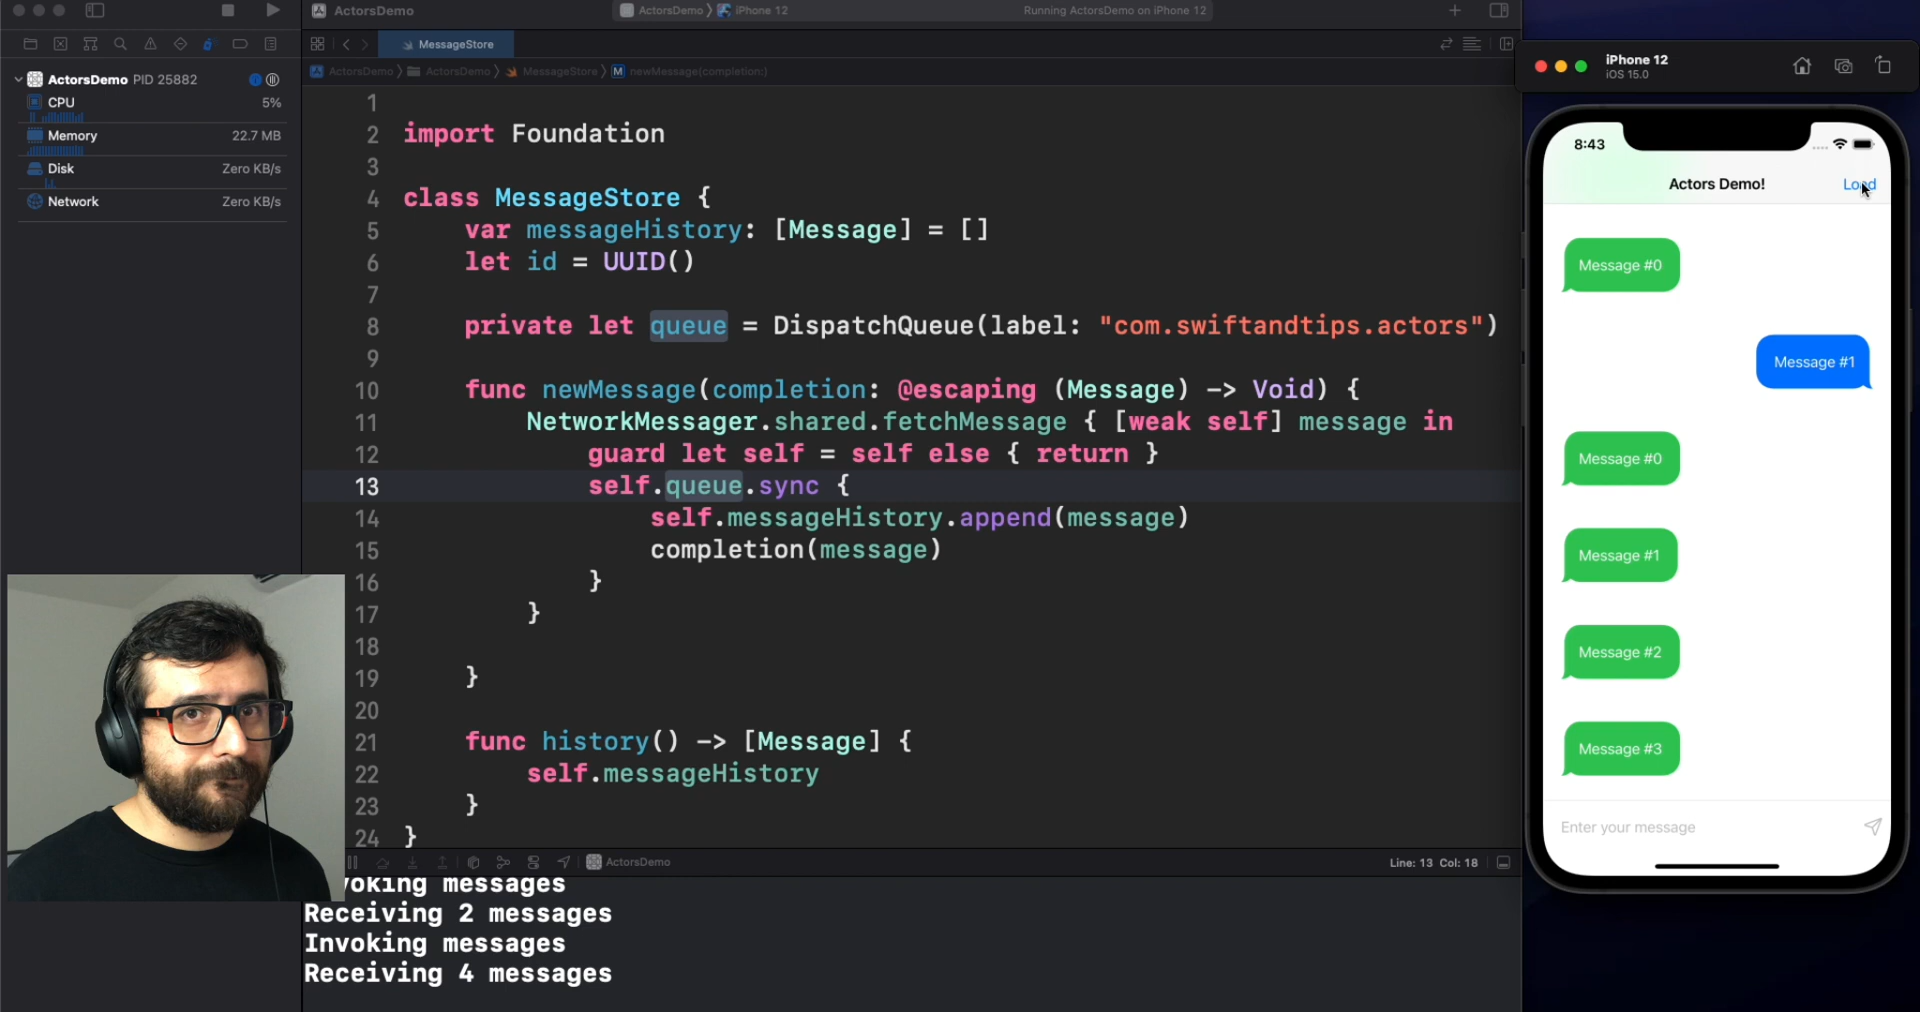 ActorsDemo
ActorsDemo
iPhone 12
Running ActorsDemo on iPhone 12
MessageStore
ActorsDemo
ActorsDemo
MessageStore
M
newMessage(completion:)
ActorsDemo PID 25882
CPU
5%
Memory
22.7 MB
Disk
Zero KB/s
Network
Zero KB/s
1
2 import Foundation
3
4 class MessageStore {
5 var messageHistory: [Message] = []
6 let id = UUID()
7
8 private let queue = DispatchQueue(label: "com.swiftandtips.actors")
9
10 func newMessage(completion: @escaping (Message) -> Void) {
11 NetworkMessager.shared.fetchMessage { [weak self] message in
12 guard let self = self else { return }
13 self.queue.sync {
14 self.messageHistory.append(message)
15 completion(message)
16 }
17 }
18
19 }
20
21 func history() -> [Message] {
22 self.messageHistory
23 }
24 }
ActorsDemo
Line: 13 Col: 18
voking messages
Receiving 2 messages
Invoking messages
Receiving 4 messages
iPhone 12
iOS 15.0
8:43
Actors Demo!
Load
Message #0
Message #1
Message #0
Message #1
Message #2
Message #3
Enter your message